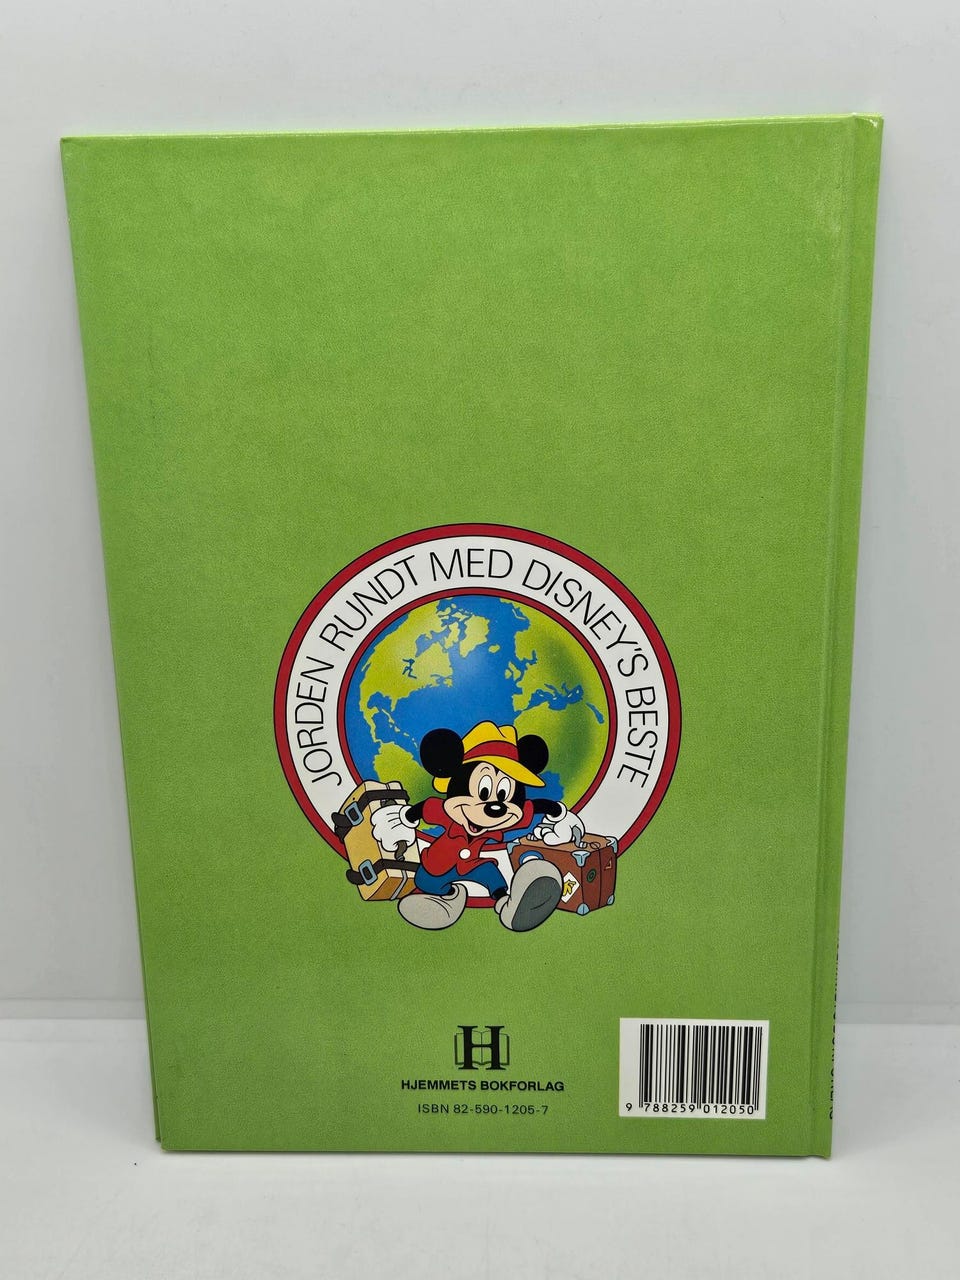 JORDEN RUNDT MED DISNEY'S BESTE
H
HJEMMETS BOKFORLAG
ISBN 82-590-1205-7
9 788259 012050